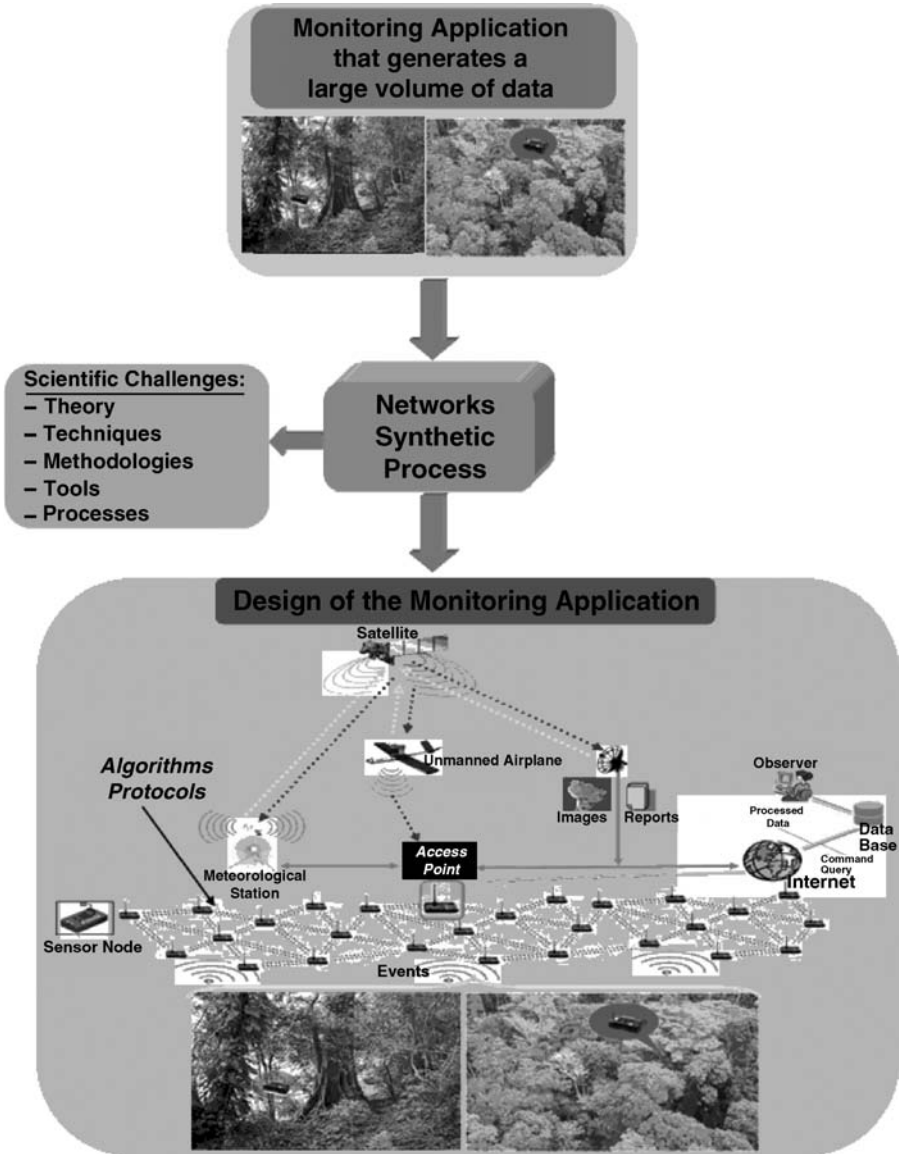 Monitoring Application
that generates a
large volume of data
Scientific Challenges:
– Theory
– Techniques
– Methodologies
– Tools
– Processes
Networks
Synthetic
Process
Design of the Monitoring Application
Satellite
Unmanned Airplane
Algorithms
Protocols
Observer
Images
Reports
Processed
Data
Data
Base
Command
Query
Access
Point
Meteorological
Station
Internet
Sensor Node
Events